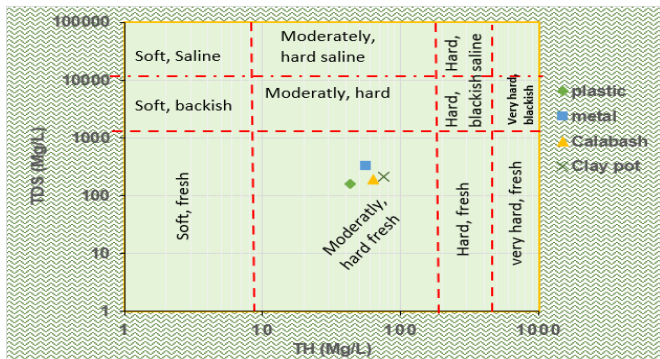 100000
10000
1000
100
10
1
TDS (Mg/L)
Soft, Saline
Moderately,
hard saline
Hard,
blackish saline
Soft, backish
Moderatly, hard
Hard,
Very hard,
blackish
Soft, fresh
Moderatly,
hard fresh
Hard, fresh
very hard, fresh
plastic
metal
Calabash
Clay pot
1
10
100
1000
TH (Mg/L)